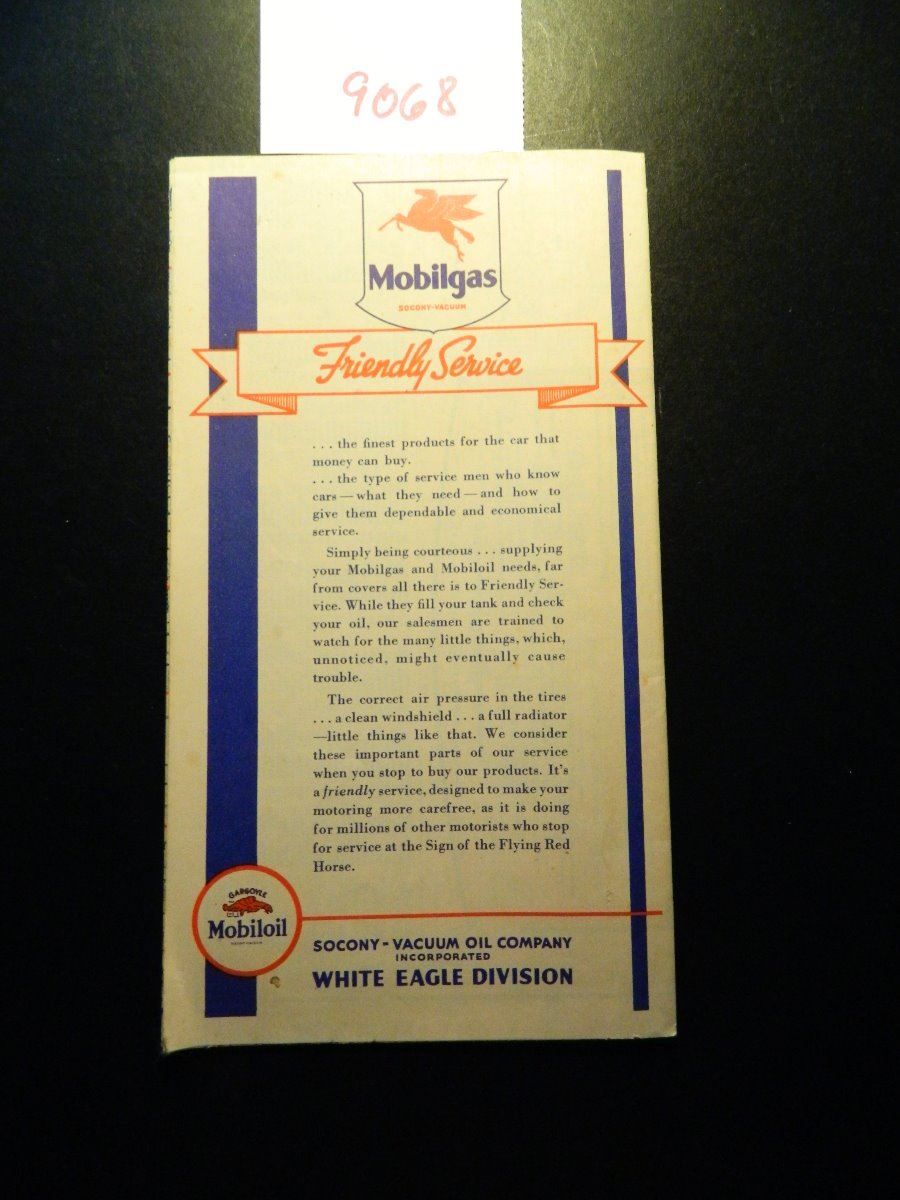 9068
Mobilgas
SOCONY-VACUUM
Friendly Service
. . . the finest products for the car that
money can buy.
. . . the type of service men who know
cars — what they need — and how to
give them dependable and economical
service.
Simply being courteous . . . supplying
your Mobilgas and Mobiloil needs, far
from covers all there is to Friendly Ser-
vice. While they fill your tank and check
your oil, our salesmen are trained to
watch for the many little things, which,
unnoticed, might eventually cause
trouble.
The correct air pressure in the tires
. . . a clean windshield . . . a full radiator
—little things like that. We consider
these important parts of our service
when you stop to buy our products. It's
a friendly service, designed to make your
motoring more carefree, as it is doing
for millions of other motorists who stop
for service at the Sign of the Flying Red
Horse.
GARGOYLE
Mobiloil
SOCONY-VACUUM OIL COMPANY
INCORPORATED
WHITE EAGLE DIVISION